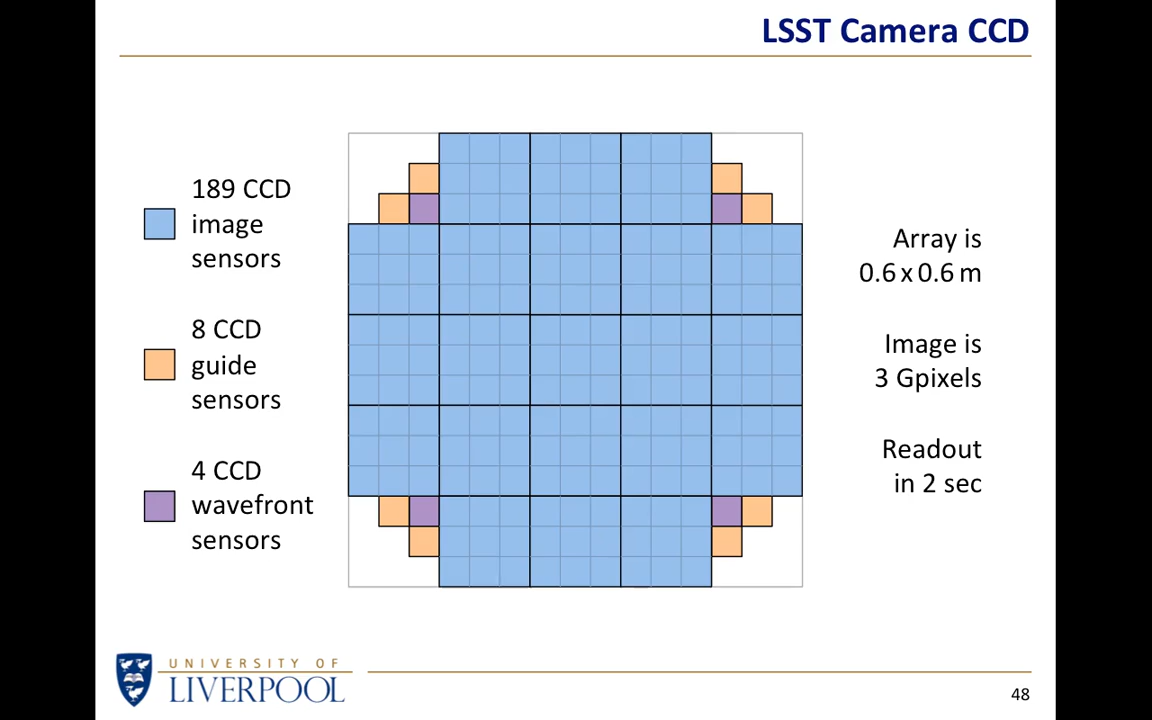 LSST Camera CCD
189 CCD
image
sensors
8 CCD
guide
sensors
4 CCD
wavefront
sensors
Array is
0.6 x 0.6 m
Image is
3 Gpixels
Readout
in 2 sec
UNIVERSITY OF
LIVERPOOL
48